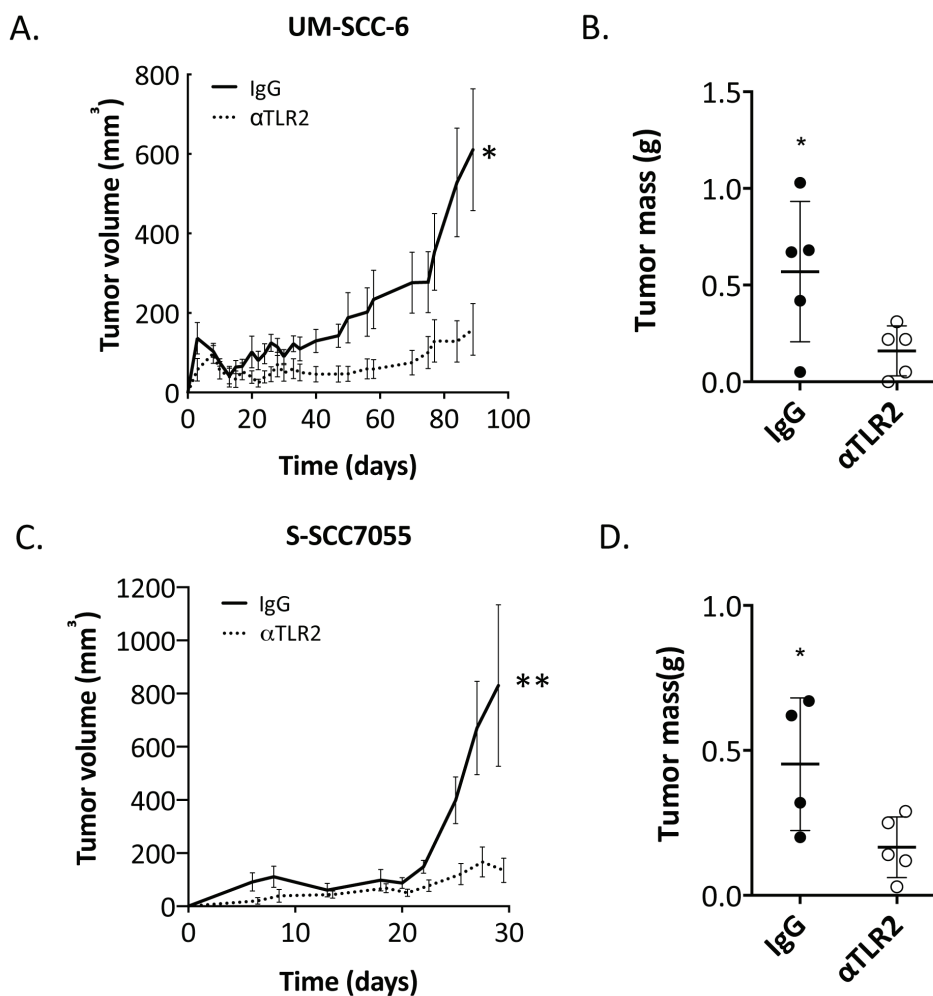 A.
UM-SCC-6
Tumor volume (mm³)
800
600
400
200
0
IgG
αTLR2
*
0 20 40 60 80 100
Time (days)
B.
Tumor mass (g)
1.5
1.0
0.5
0.0
*
IgG
αTLR2
C.
S-SCC7055
Tumor volume (mm³)
1200
1000
800
600
400
200
0
IgG
αTLR2
**
0 10 20 30
Time (days)
D.
Tumor mass(g)
1.0
0.5
0.0
*
IgG
αTLR2